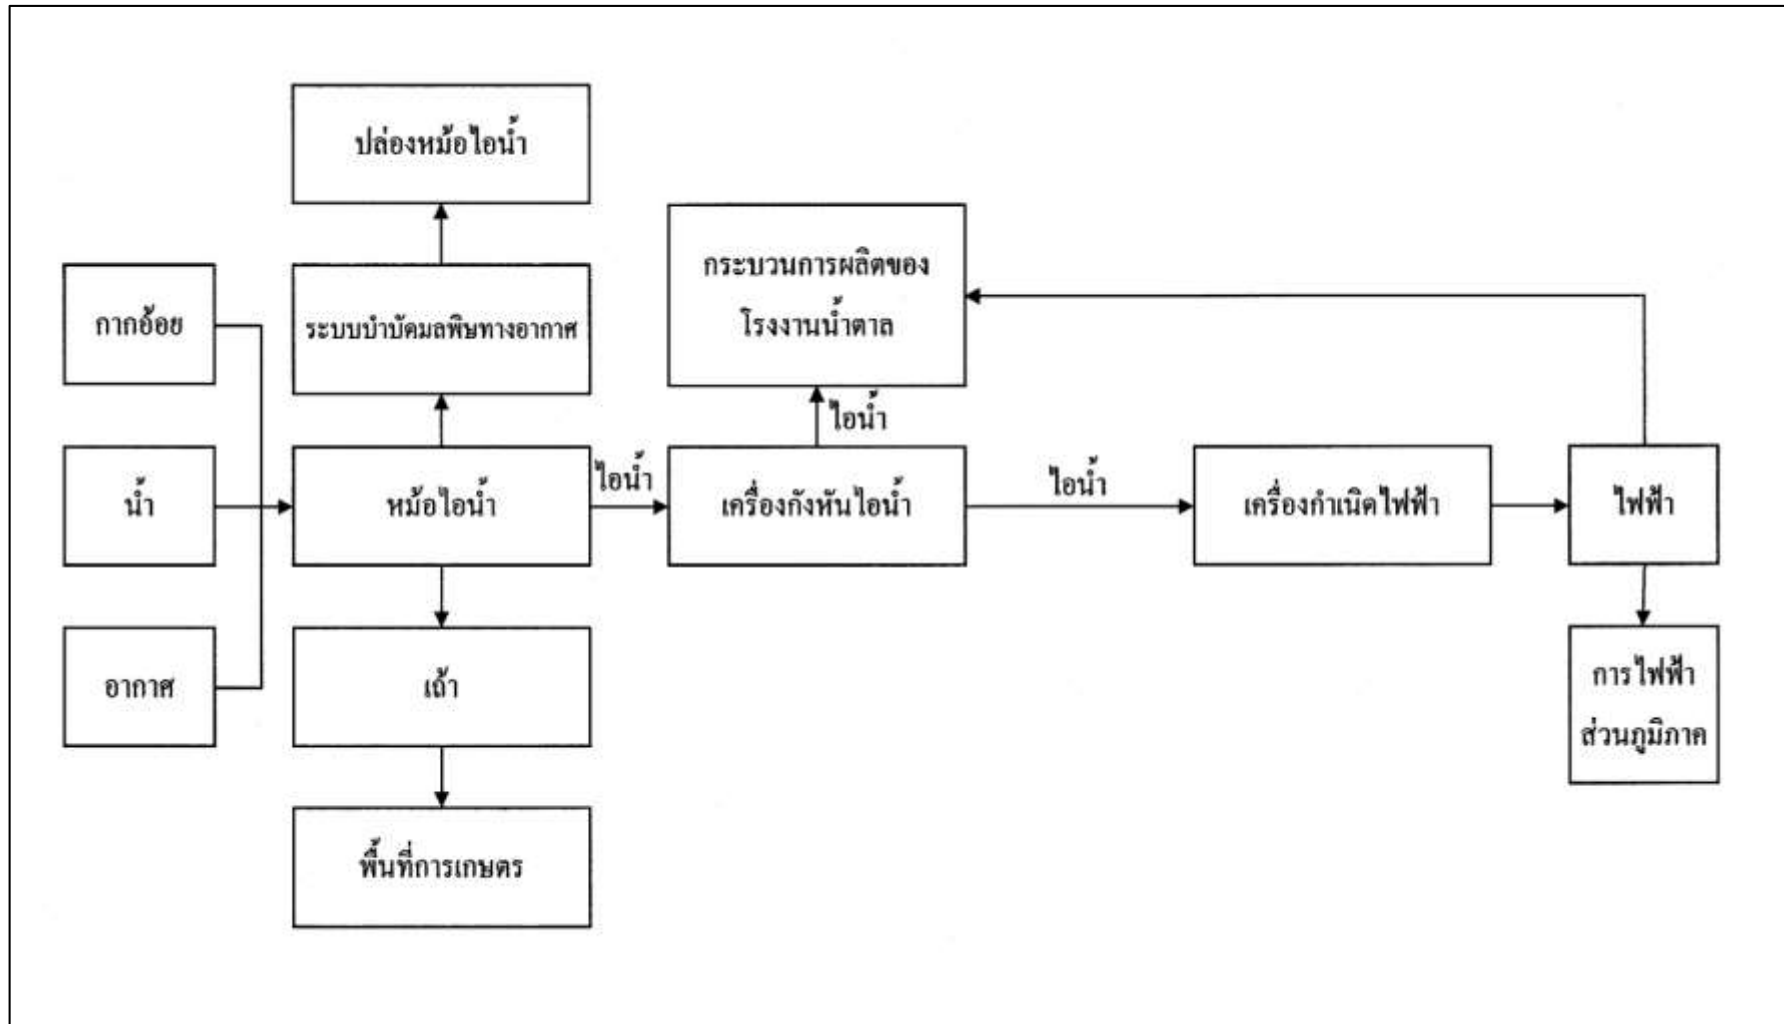 ปล่องหม้อไอน้ำ
กระบวนการผลิตของ
โรงงานน้ำตาล
กากอ้อย
ระบบบำบัดมลพิษทางอากาศ
ไอน้ำ
น้ำ
หม้อไอน้ำ
ไอน้ำ
เครื่องกังหันไอน้ำ
ไอน้ำ
เครื่องกำเนิดไฟฟ้า
ไฟฟ้า
อากาศ
เถ้า
การไฟฟ้า
ส่วนภูมิภาค
พื้นที่การเกษตร